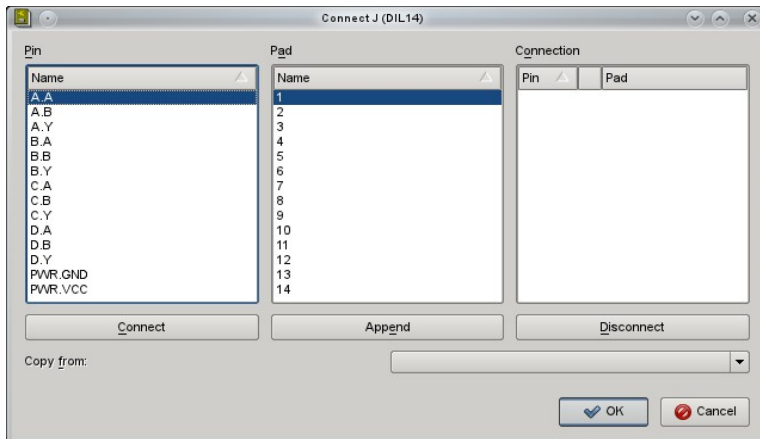 Connect J (DIL14)
Pin
Pad
Connection
Name
Name
Pin
Pad
A.A
A.B
A.Y
B.A
B.B
B.Y
C.A
C.B
C.Y
D.A
D.B
D.Y
PWR.GND
PWR.VCC
1
2
3
4
5
6
7
8
9
10
11
12
13
14
Connect
Append
Disconnect
Copy from:
OK
Cancel